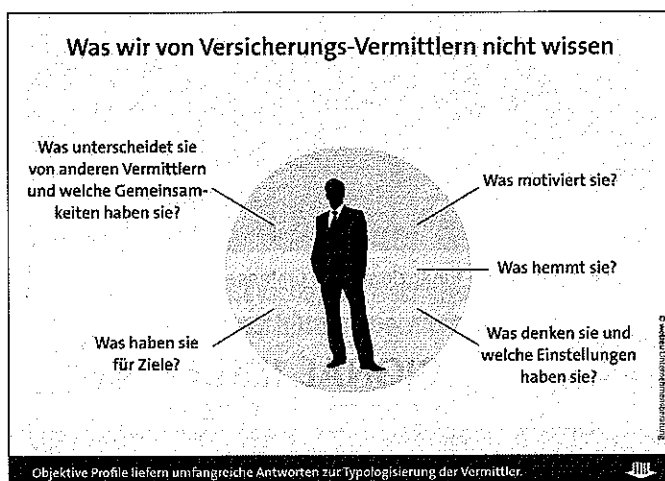 Was wir von Versicherungs-Vermittlern nicht wissen
Was unterscheidet sie
von anderen Vermittlern
und welche Gemeinsam-
keiten haben sie?
Was motiviert sie?
Was hemmt sie?
Was haben sie
für Ziele?
Was denken sie und
welche Einstellungen
haben sie?
Objektive Profile liefern umfangreiche Antworten zur Typologisierung der Vermittler.